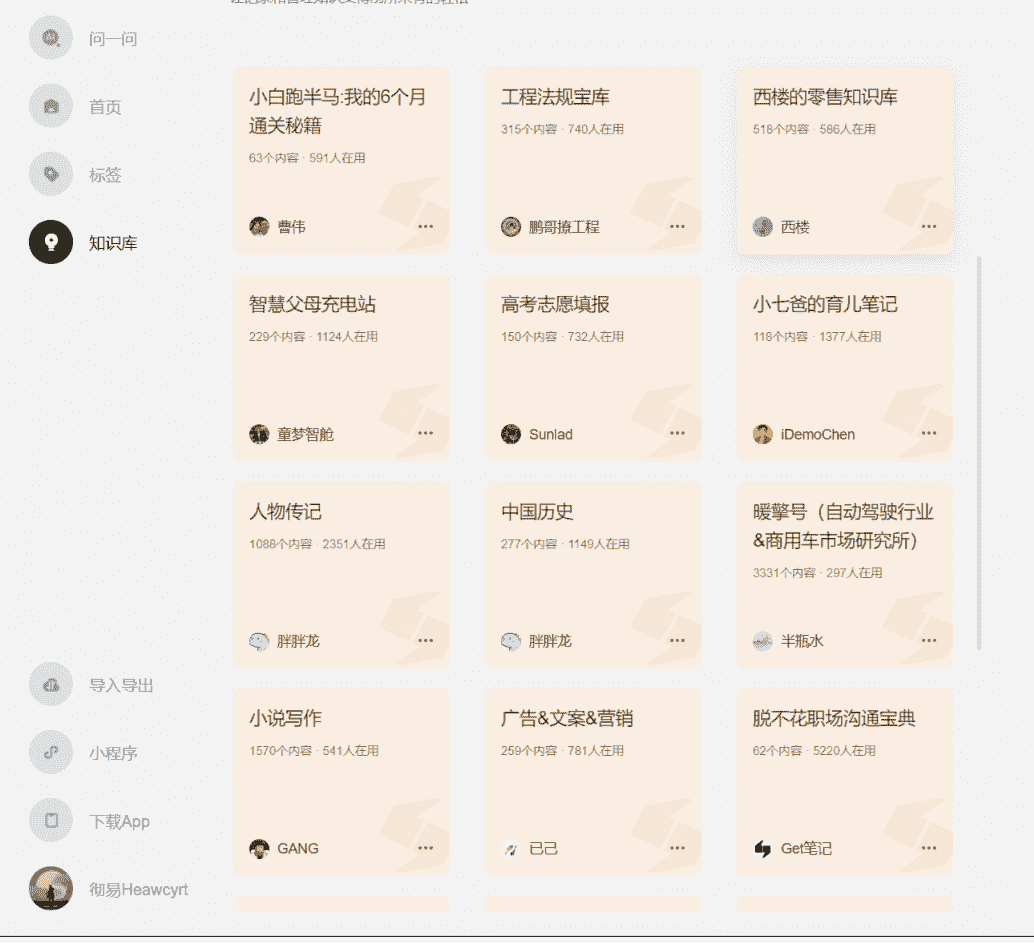 问一问
首页
标签
知识库
导入导出
小程序
下载App
彻易Heawcyrt
小白跑半马:我的6个月
通关秘籍
63个内容 · 591人在用
曹伟
工程法规宝库
315个内容 · 740人在用
鹏哥撩工程
西楼的零售知识库
518个内容 · 586人在用
西楼
智慧父母充电站
229个内容 · 1124人在用
童梦智舱
高考志愿填报
150个内容 · 732人在用
Sunlad
小七爸的育儿笔记
118个内容 · 1377人在用
iDemoChen
人物传记
1088个内容 · 2351人在用
胖胖龙
中国历史
277个内容 · 1149人在用
胖胖龙
暖擎号（自动驾驶行业
&商用车市场研究所）
3331个内容 · 297人在用
半瓶水
小说写作
1570个内容 · 541人在用
GANG
广告&文案&营销
259个内容 · 781人在用
已己
脱不花职场沟通宝典
62个内容 · 5220人在用
Get笔记